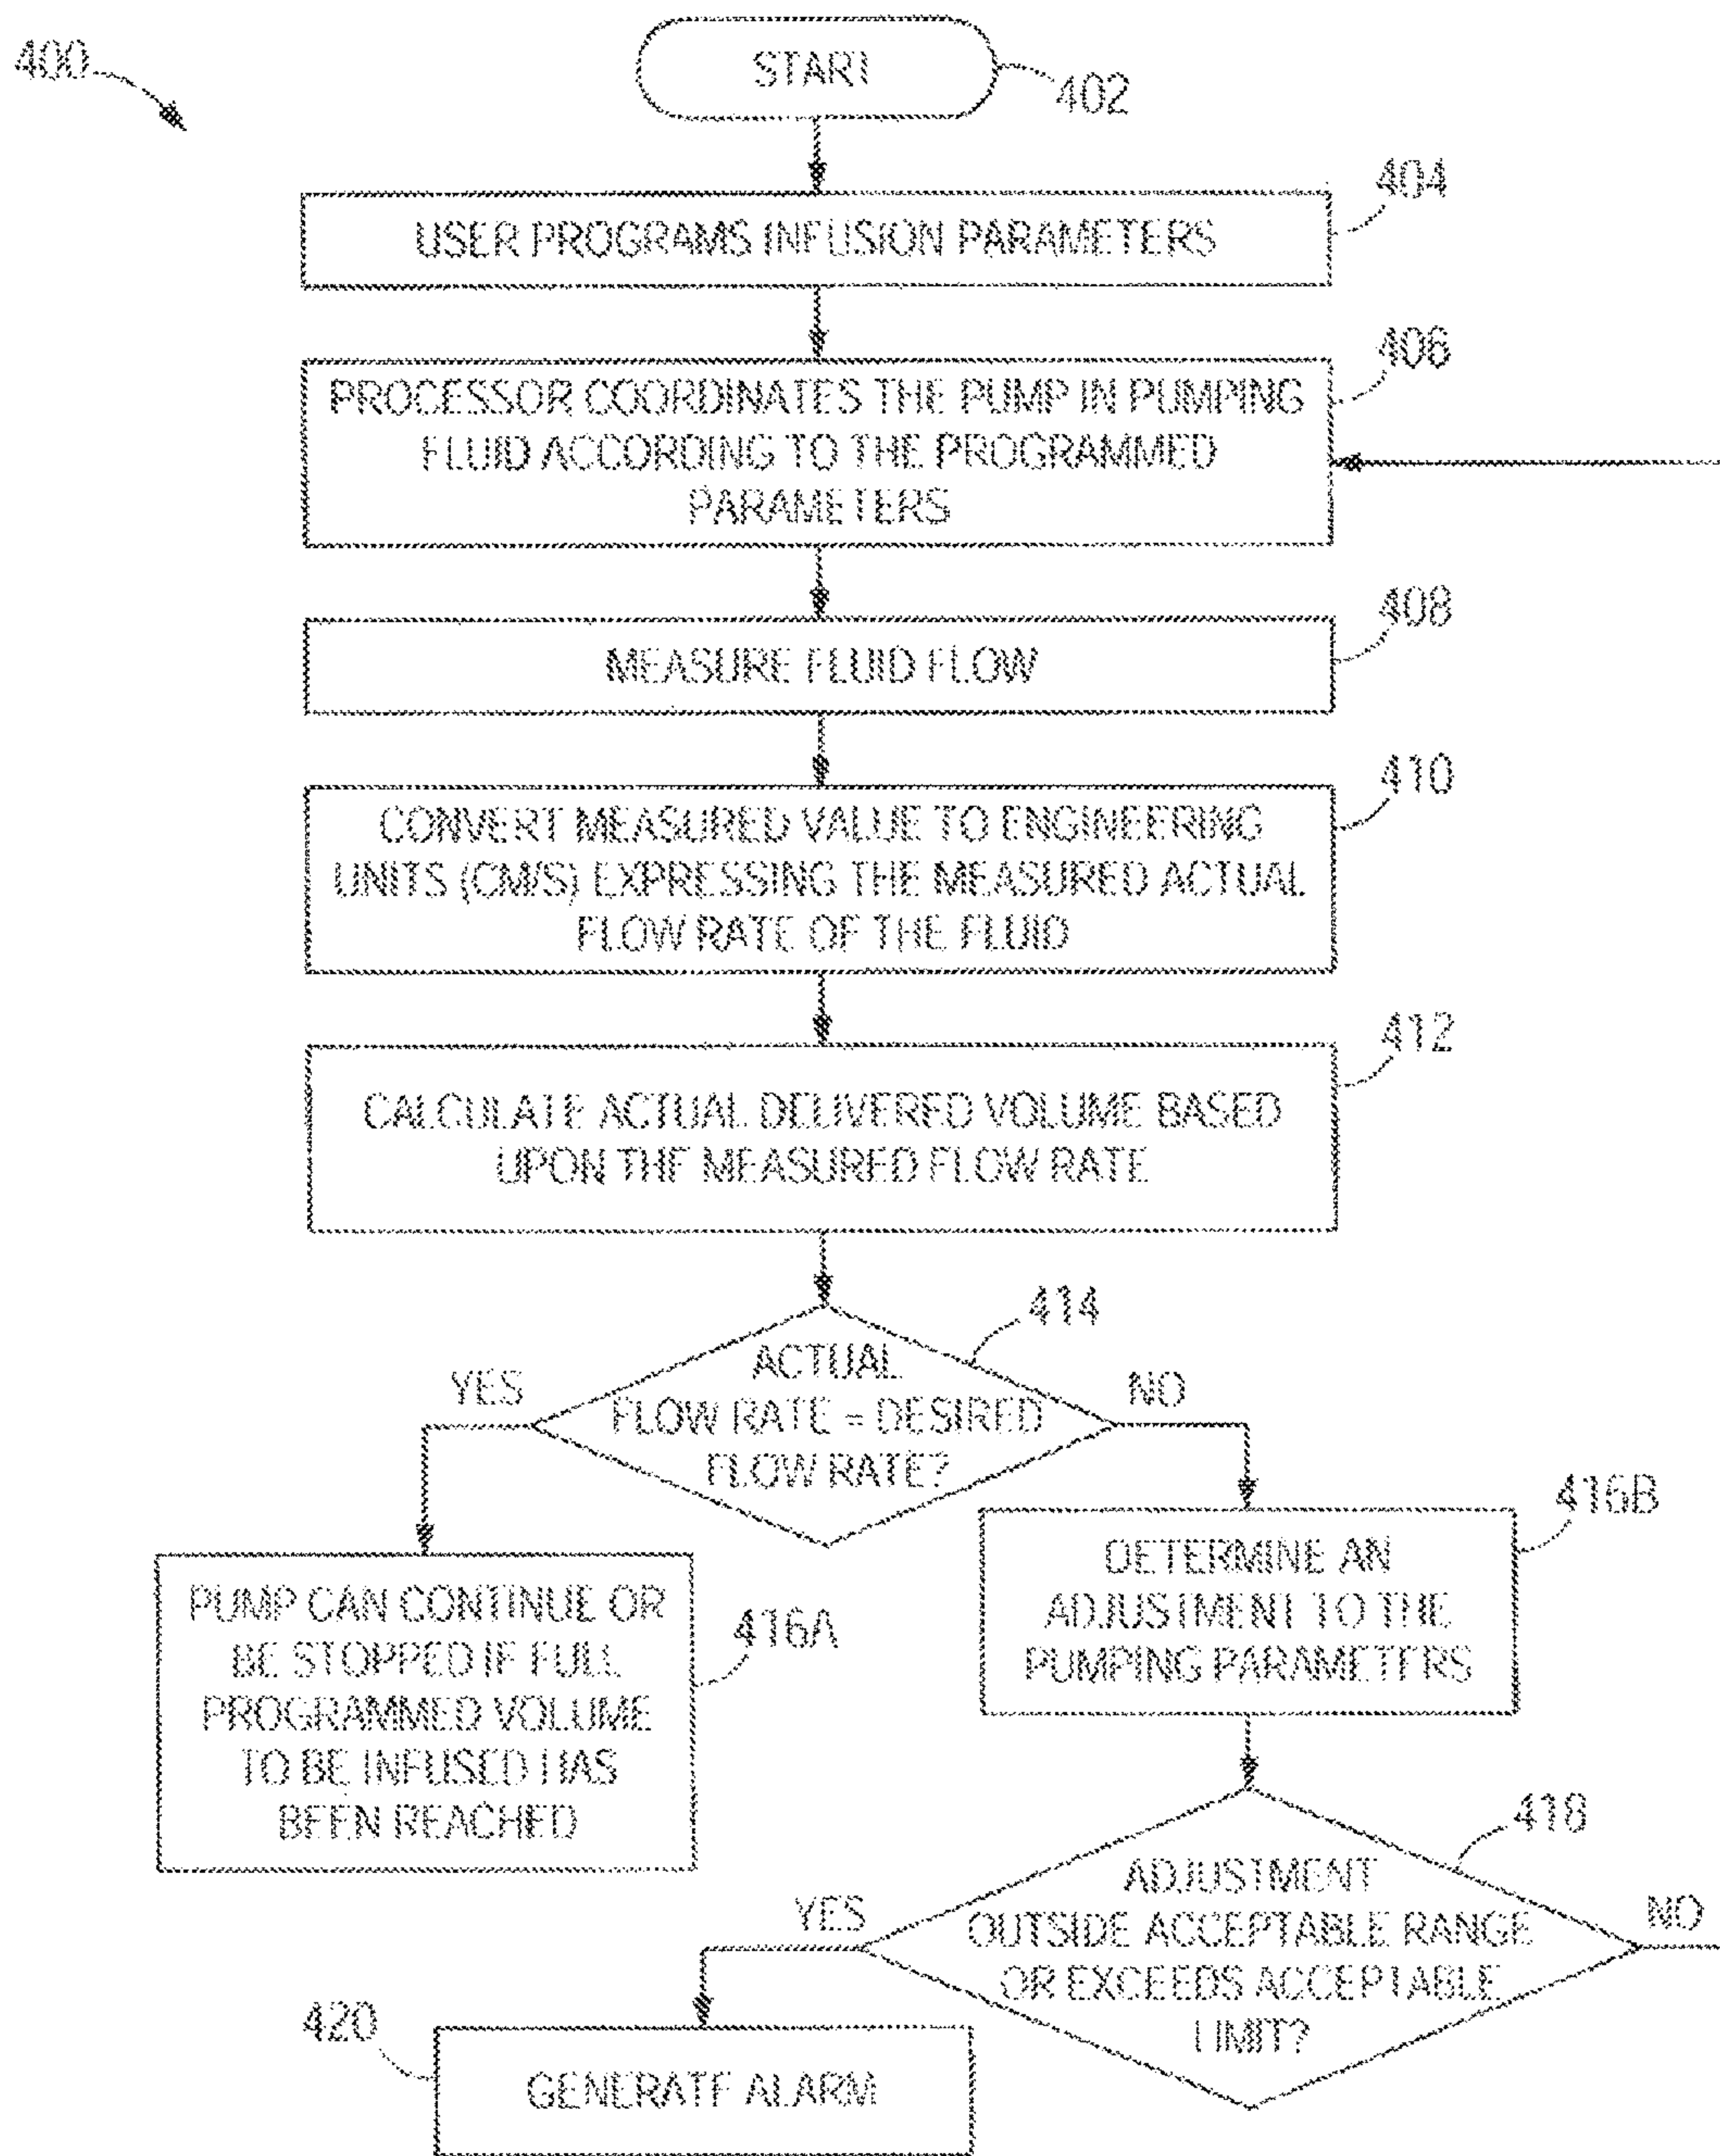 400
START
402
404
USER PROGRAMS INFUSION PARAMETERS
406
PROCESSOR COORDINATES THE PUMP IN PUMPING
FLUID ACCORDING TO THE PROGRAMMED
PARAMETERS
408
MEASURE FLUID FLOW
410
CONVERT MEASURED VALUE TO ENGINEERING
UNITS (CM/S) EXPRESSING THE MEASURED ACTUAL
FLOW RATE OF THE FLUID
412
CALCULATE ACTUAL DELIVERED VOLUME BASED
UPON THE MEASURED FLOW RATE
414
ACTUAL
FLOW RATE = DESIRED
FLOW RATE?
YES
NO
416A
PUMP CAN CONTINUE OR
BE STOPPED IF FULL
PROGRAMMED VOLUME
TO BE INFUSED HAS
BEEN REACHED
416B
DETERMINE AN
ADJUSTMENT TO THE
PUMPING PARAMETERS
418
ADJUSTMENT
OUTSIDE ACCEPTABLE RANGE
OR EXCEEDS ACCEPTABLE
LIMIT?
YES
NO
420
GENERATE ALARM